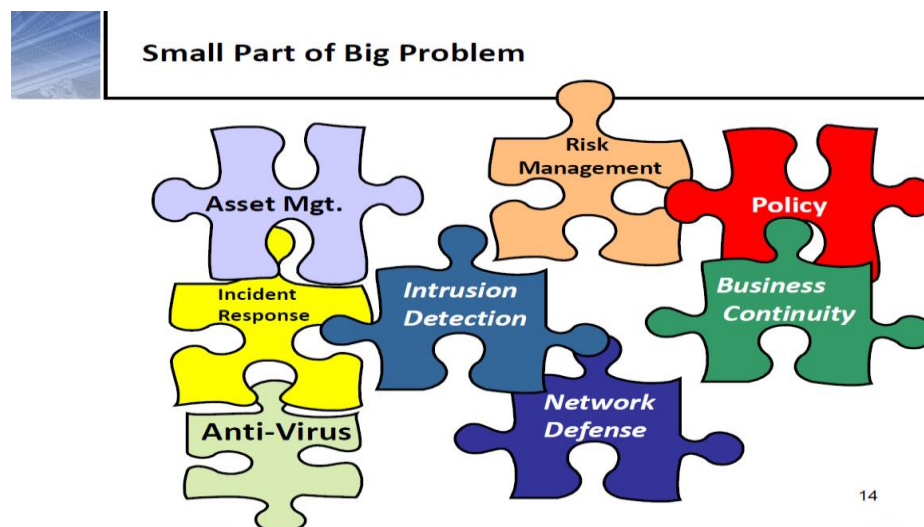 Small Part of Big Problem
Risk
Management
Asset Mgt.
Policy
Incident
Response
Intrusion
Detection
Business
Continuity
Anti-Virus
Network
Defense
14